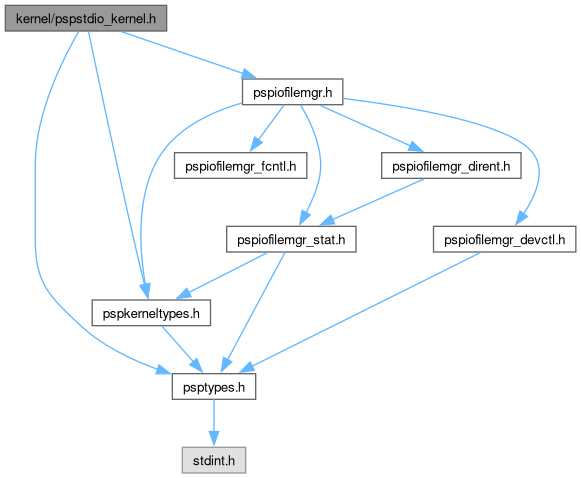 kernel/pspstdio_kernel.h
pspiofilemgr.h
pspiofilemgr_fcntl.h
pspiofilemgr_dirent.h
pspiofilemgr_stat.h
pspiofilemgr_devctl.h
pspkerneltypes.h
psptypes.h
stdint.h